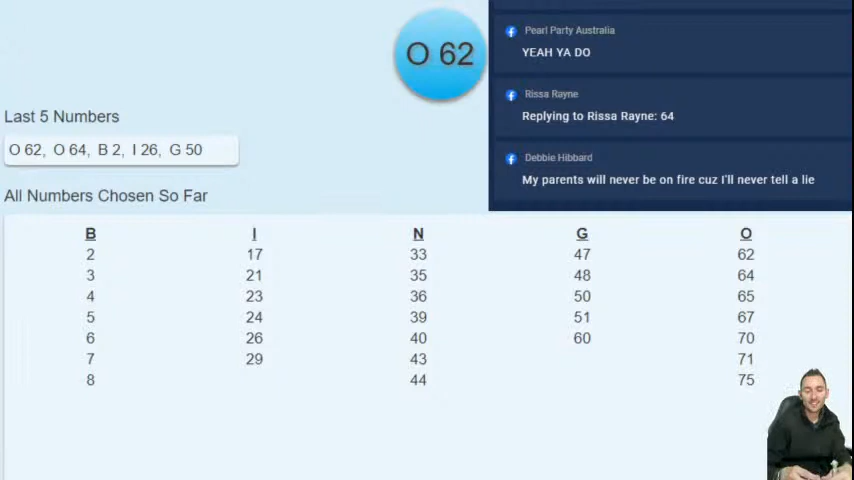 O 62
Pearl Party Australia
YEAH YA DO
Rissa Rayne
Replying to Rissa Rayne: 64
Debbie Hibbard
My parents will never be on fire cuz I'll never tell a lie
Last 5 Numbers
O 62, O 64, B 2, I 26, G 50
All Numbers Chosen So Far
B I N G O
2 17 33 47 62
3 21 35 48 64
4 23 36 50 65
5 24 39 51 67
6 26 40 60 70
7 29 43 71
8 44 75